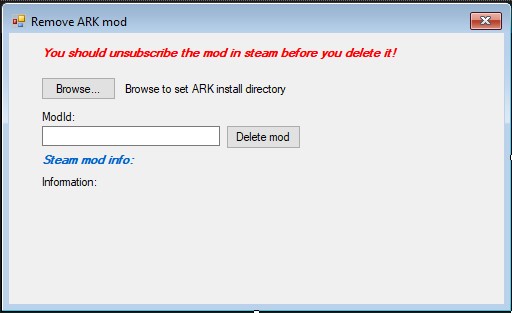 Remove ARK mod
You should unsubscribe the mod in steam before you delete it!
Browse... Browse to set ARK install directory
ModId:
Delete mod
Steam mod info:
Information: